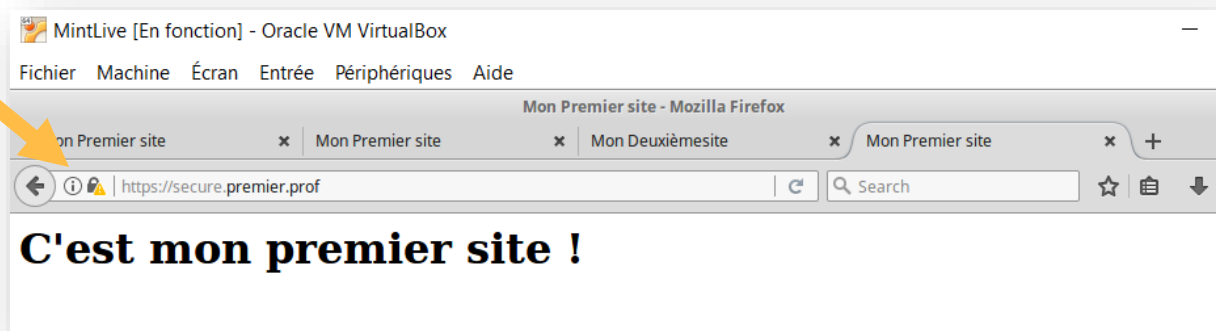 MintLive [En fonction] - Oracle VM VirtualBox
Fichier Machine Écran Entrée Périphériques Aide
Mon Premier site - Mozilla Firefox
on Premier site Mon Premier site Mon Deuxièmesite Mon Premier site
https://secure.premier.prof Search
C'est mon premier site !